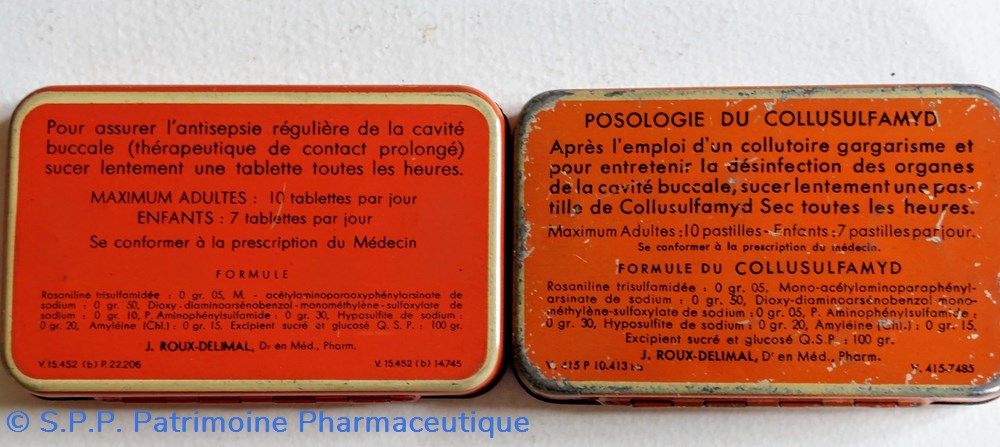 Pour assurer l'antisepsie régulière de la cavité
buccale (thérapeutique de contact prolongé)
sucer lentement une tablette toutes les heures.
MAXIMUM ADULTES : 10 tablettes par jour
ENFANTS : 7 tablettes par jour
Se conformer à la prescription du Médecin
FORMULE
Rosaniline trisulfamidée : 0 gr. 05, M. - acétylaminoparaoxyphénylarsinate de
sodium : 0 gr. 50, Dioxy-diaminoarsénobenzol-monométhylène-sulfoxylate de
sodium : 0 gr. 10, P. Aminophénylsulfamide : 0 gr. 30, Hyposulfite de sodium :
0 gr. 20, Amyléine (Chl.) : 0 gr. 15. Excipient sucré et glucosé Q. S. P. : 100 gr.
J. ROUX-DELIMAL, Dr en Méd., Pharm.
V. 15.452 (b) P. 22.206 V. 15.452 (b) 14.745
POSOLOGIE DU COLLUSULFAMYD
Après l'emploi d'un collutoire gargarisme et
pour entretenir la désinfection des organes
de la cavité buccale, sucer lentement une pas-
tille de Collusulfamyd Sec toutes les heures.
Maximum Adultes : 10 pastilles - Enfants : 7 pastilles par jour.
Se conformer à la prescription du médecin.
FORMULE DU COLLUSULFAMYD
Rosaniline trisulfamidée : 0 gr. 05. Mono-acétylaminoparaphényl-
arsinate de sodium : 0 gr. 50, Dioxy-diaminoarsénobenzol-mono-
méthylène-sulfoxylate de sodium : 0 gr. 05, P. Aminophénylsulfamide :
0 gr. 30, Hyposulfite de sodium : 0 gr. 20, Amyléine (Chl.) : 0 gr. 15.
Excipient sucré et glucosé Q.S.P. : 100 gr.
J. ROUX-DELIMAL, Dr en Méd., Pharm.
V. 415 P 10.413 415-7485
© S.P.P. Patrimoine Pharmaceutique